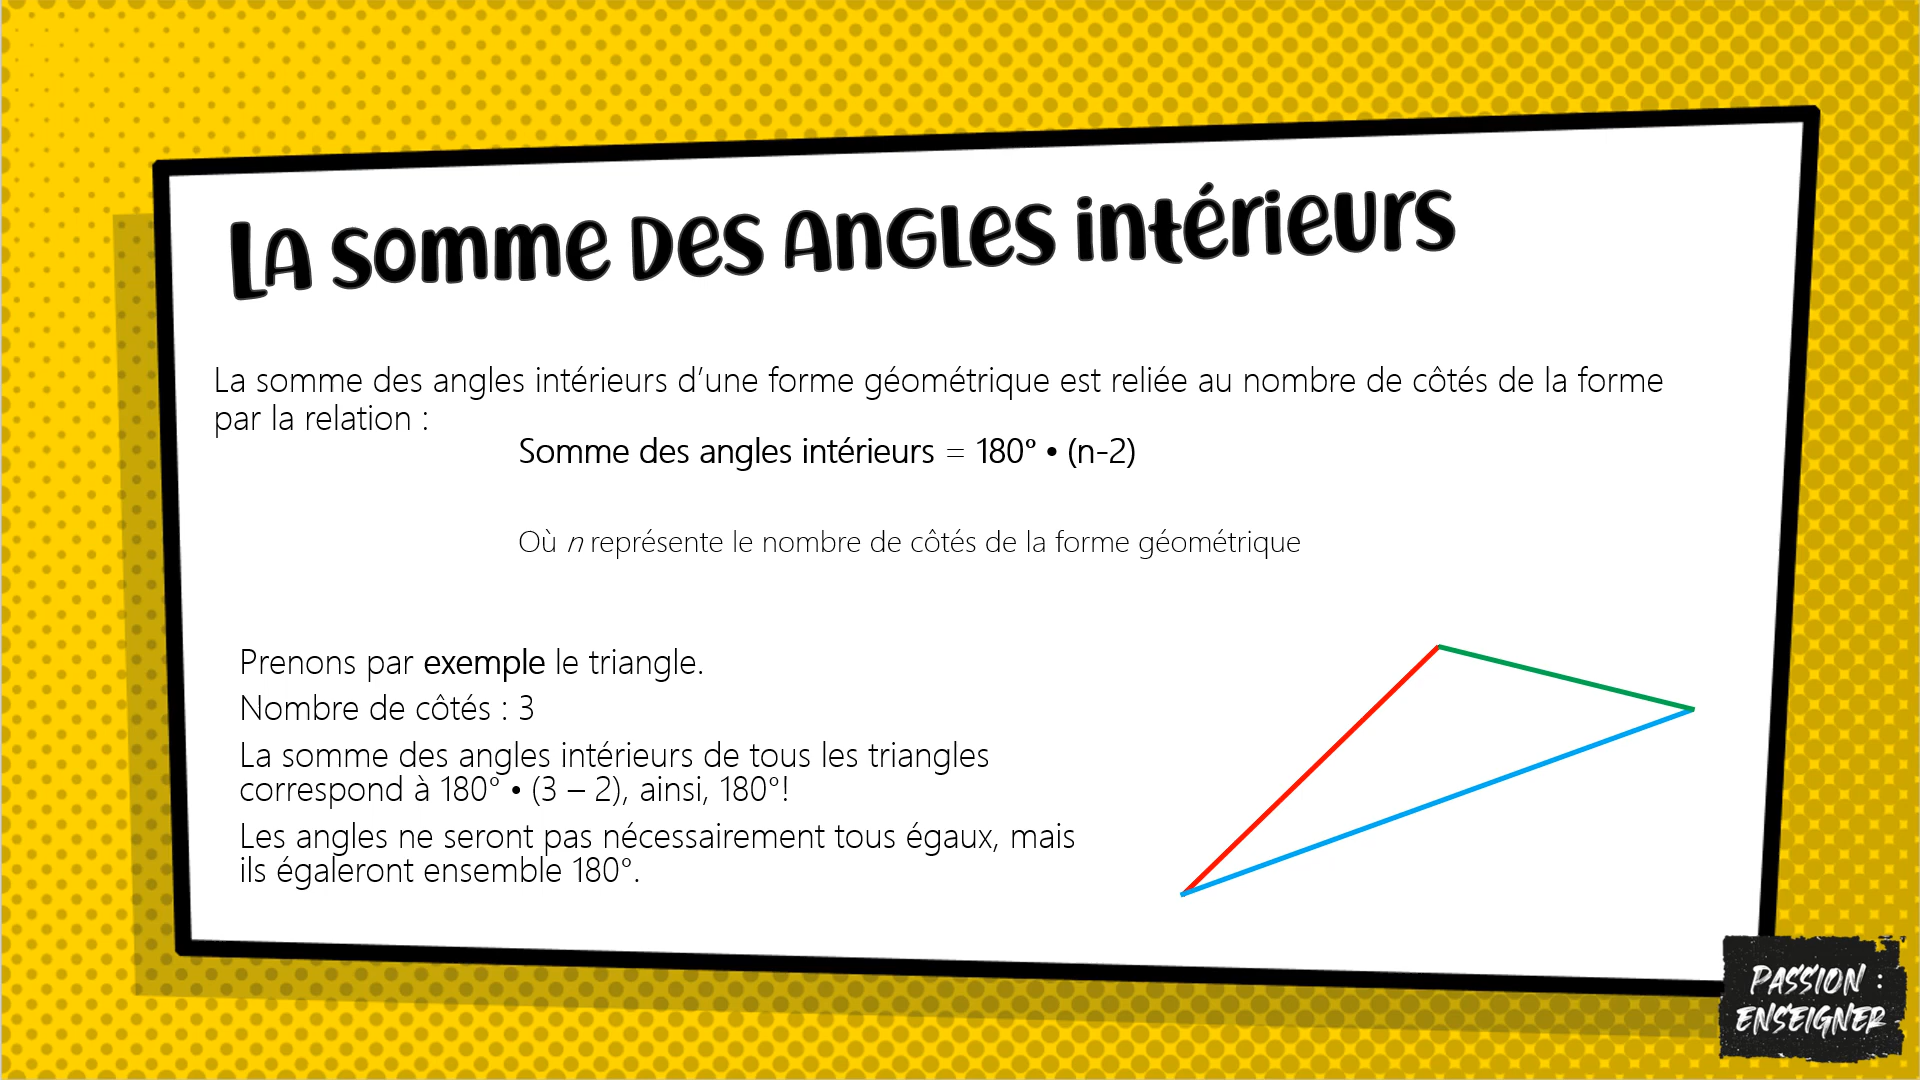 La somme des angles intérieurs
La somme des angles intérieurs d’une forme géométrique est reliée au nombre de côtés de la forme
par la relation :
Somme des angles intérieurs = 180° • (n-2)
Où n représente le nombre de côtés de la forme géométrique
Prenons par exemple le triangle.
Nombre de côtés : 3
La somme des angles intérieurs de tous les triangles
correspond à 180° • (3 – 2), ainsi, 180°!
Les angles ne seront pas nécessairement tous égaux, mais
ils égaleront ensemble 180°.
PASSION :
ENSEIGNER